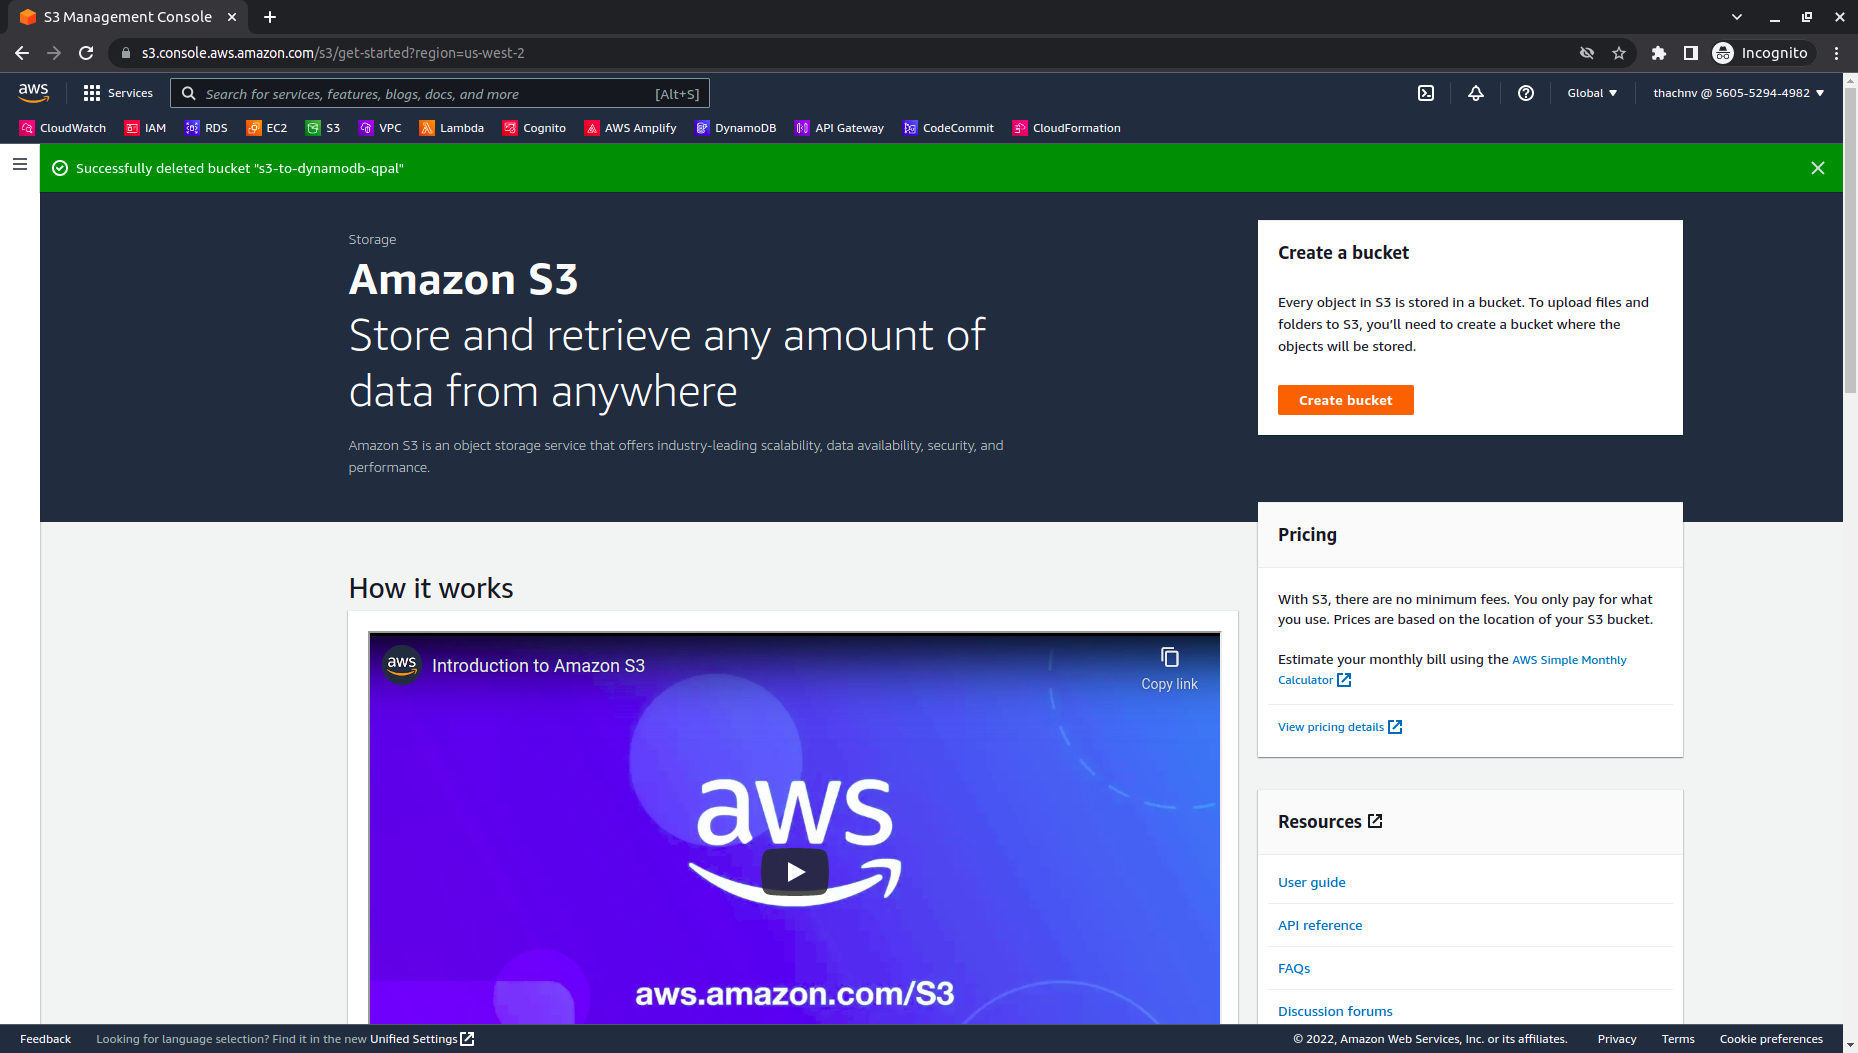 S3 Management Console
s3.console.aws.amazon.com/s3/get-started?region=us-west-2
Incognito
aws
Services
Search for services, features, blogs, docs, and more
[Alt+S]
Global
thachnv @ 5605-5294-4982
CloudWatch
IAM
RDS
EC2
S3
VPC
Lambda
Cognito
AWS Amplify
DynamoDB
API Gateway
CodeCommit
CloudFormation
Successfully deleted bucket "s3-to-dynamodb-qpal"
Storage
Amazon S3
Store and retrieve any amount of
data from anywhere
Amazon S3 is an object storage service that offers industry-leading scalability, data availability, security, and
performance.
Create a bucket
Every object in S3 is stored in a bucket. To upload files and
folders to S3, you’ll need to create a bucket where the
objects will be stored.
Create bucket
How it works
aws
Introduction to Amazon S3
Copy link
aws
aws.amazon.com/S3
Pricing
With S3, there are no minimum fees. You only pay for what
you use. Prices are based on the location of your S3 bucket.
Estimate your monthly bill using the AWS Simple Monthly
Calculator
View pricing details
Resources
User guide
API reference
FAQs
Discussion forums
Feedback
Looking for language selection? Find it in the new Unified Settings
© 2022, Amazon Web Services, Inc. or its affiliates.
Privacy
Terms
Cookie preferences